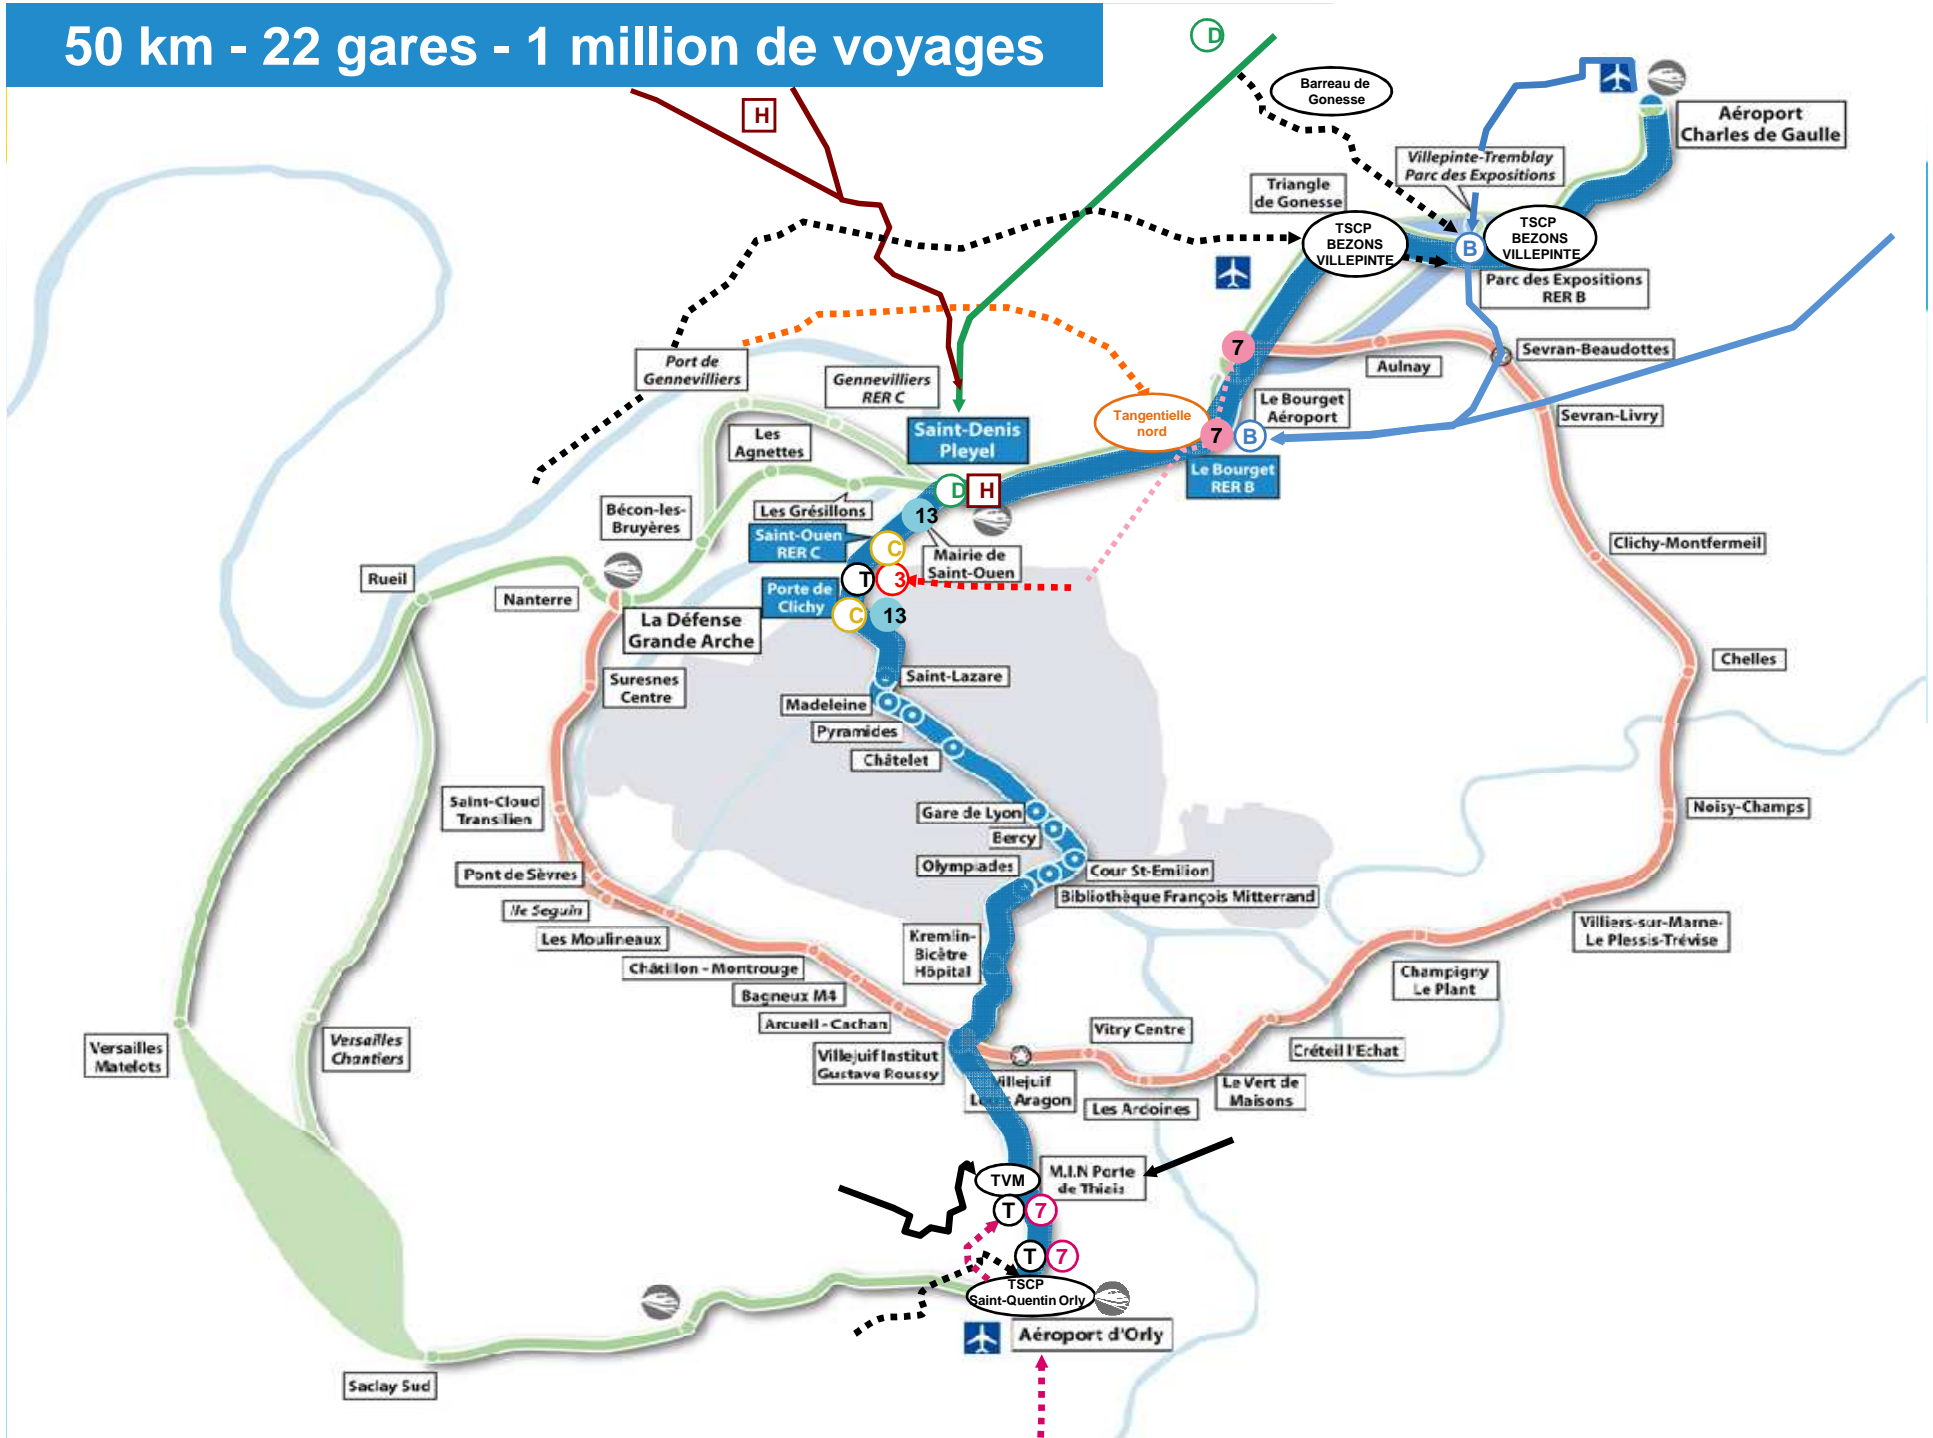 50 km - 22 gares - 1 million de voyages
D
H
Barreau de
Gonesse
Aéroport
Charles de Gaulle
Villepinte-Tremblay
Parc des Expositions
Triangle
de Gonesse
TSCP
BEZONS
VILLEPINTE
B
TSCP
BEZONS
VILLEPINTE
Parc des Expositions
RER B
Port de
Gennevilliers
Gennevilliers
RER C
7
Aulnay
Sevran-Beaudottes
Sevran-Livry
Le Bourget
Aéroport
Tangentielle
nord
7
B
Le Bourget
RER B
Saint-Denis
Pleyel
Les
Agnettes
D
H
Les Grésillons
Bécon-les-
Bruyères
13
Saint-Ouen
RER C
C
Mairie de
Saint-Ouen
Clichy-Montfermeil
T
3
Porte de
Clichy
C
13
Rueil
Nanterre
La Défense
Grande Arche
Saint-Lazare
Chelles
Suresnes
Centre
Madeleine
Pyramides
Châtelet
Saint-Cloud
Transilien
Gare de Lyon
Bercy
Noisy-Champs
Olympiades
Cour St-Emilion
Bibliothèque François Mitterrand
Pont de Sèvres
Ile Seguin
Les Moulineaux
Villiers-sur-Marne-
Le Plessis-Trévise
Kremlin-
Bicêtre
Hôpital
Châtillon - Montrouge
Champigny
Le Plant
Bagneux M4
Arcueil - Cachan
Vitry Centre
Créteil l'Echat
Versailles
Matelots
Versailles
Chantiers
Villejuif Institut
Gustave Roussy
Villejuif
Louis Aragon
Les Ardoines
Le Vert de
Maisons
TVM
M.I.N Porte
de Thiais
T
7
T
7
TSCP
Saint-Quentin Orly
Aéroport d'Orly
Saclay Sud